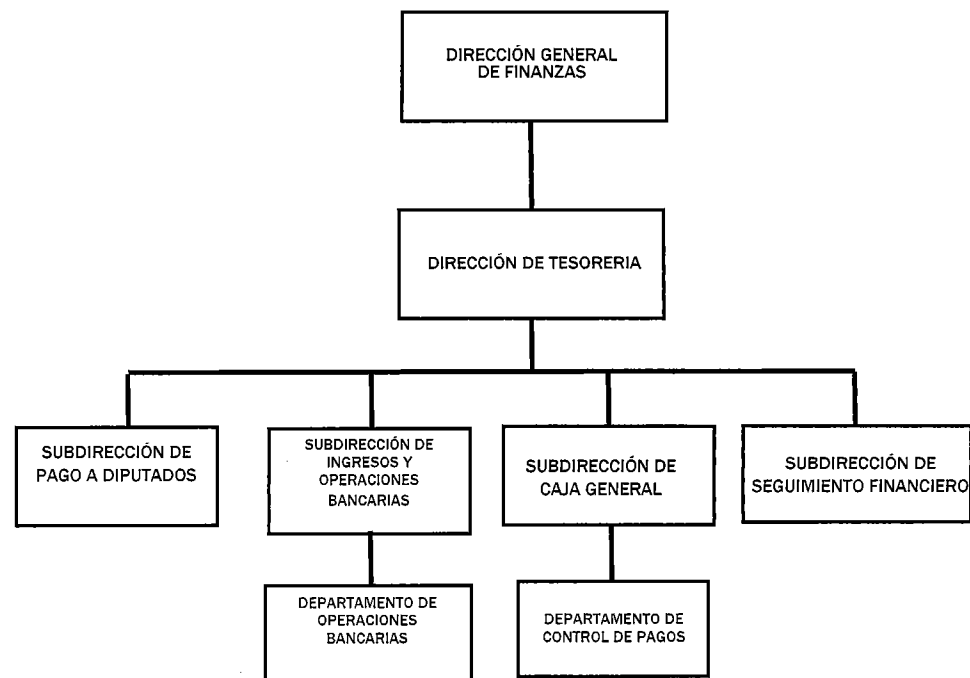 DIRECCIÓN GENERAL
DE FINANZAS
DIRECCIÓN DE TESORERIA
SUBDIRECCIÓN DE
PAGO A DIPUTADOS
SUBDIRECCIÓN DE
INGRESOS Y
OPERACIONES
BANCARIAS
SUBDIRECCIÓN DE
CAJA GENERAL
SUBDIRECCIÓN DE
SEGUIMIENTO FINANCIERO
DEPARTAMENTO DE
OPERACIONES
BANCARIAS
DEPARTAMENTO DE
CONTROL DE PAGOS